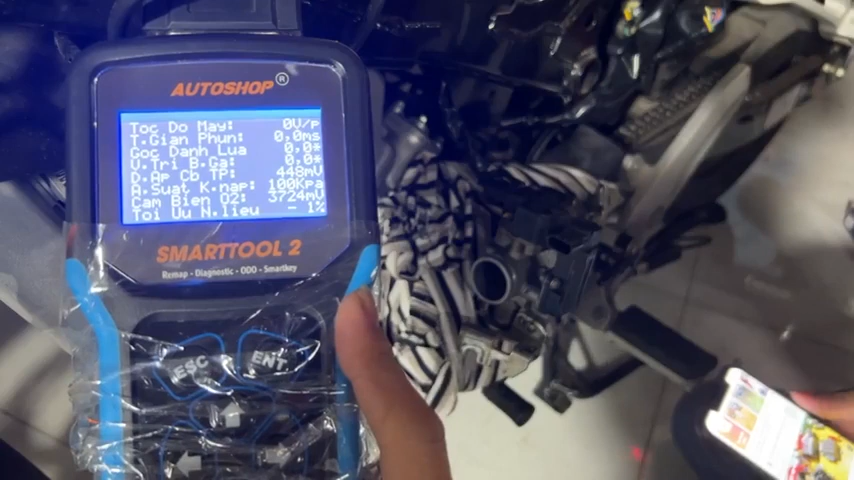 AUTOSHOP®
Toc Do May: 0V/p
T.Gian Phun: 0,0ms
Goc Danh Lua 0,0*
V.Tri B.Ga: 0,0*
D.Ap Cb TP: 448mV
A.Suat K.nap: 100Kpa
Cam Bien O2: 3724mV
Toi Uu N.lieu - 1%
SMARTTOOL 2
Remap - Diagnostic - ODO - Smartkey
ESC
ENT